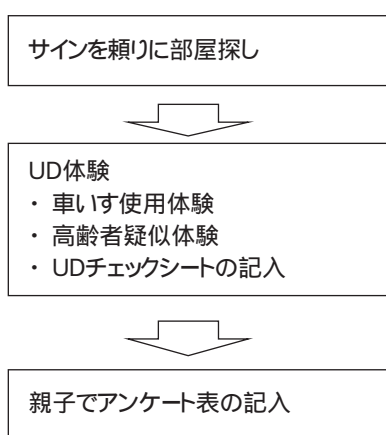 サインを頼りに部屋探し
UD体験
・ 車いす使用体験
・ 高齢者疑似体験
・ UDチェックシートの記入
親子でアンケート表の記入